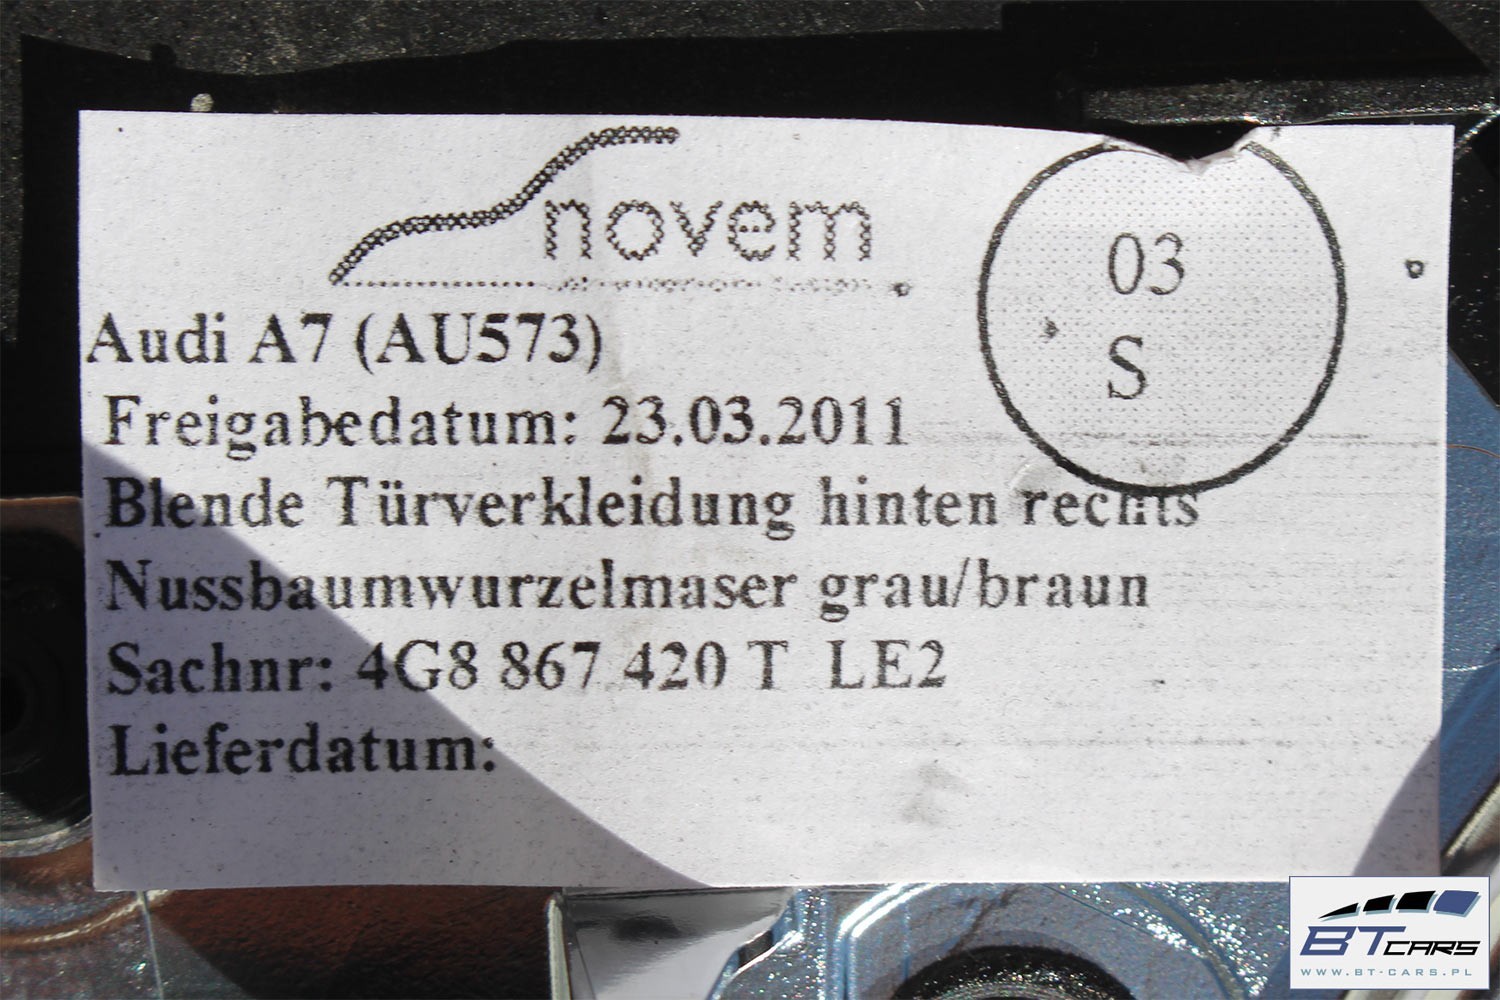 novem
03
S
Audi A7 (AU573)
Freigabedatum: 23.03.2011
Blende Türverkleidung hinten rechts
Nussbaumwurzelmaser grau/braun
Sachnr: 4G8 867 420 T LE2
Lieferdatum:
BT CARS
WWW.BT-CARS.PL